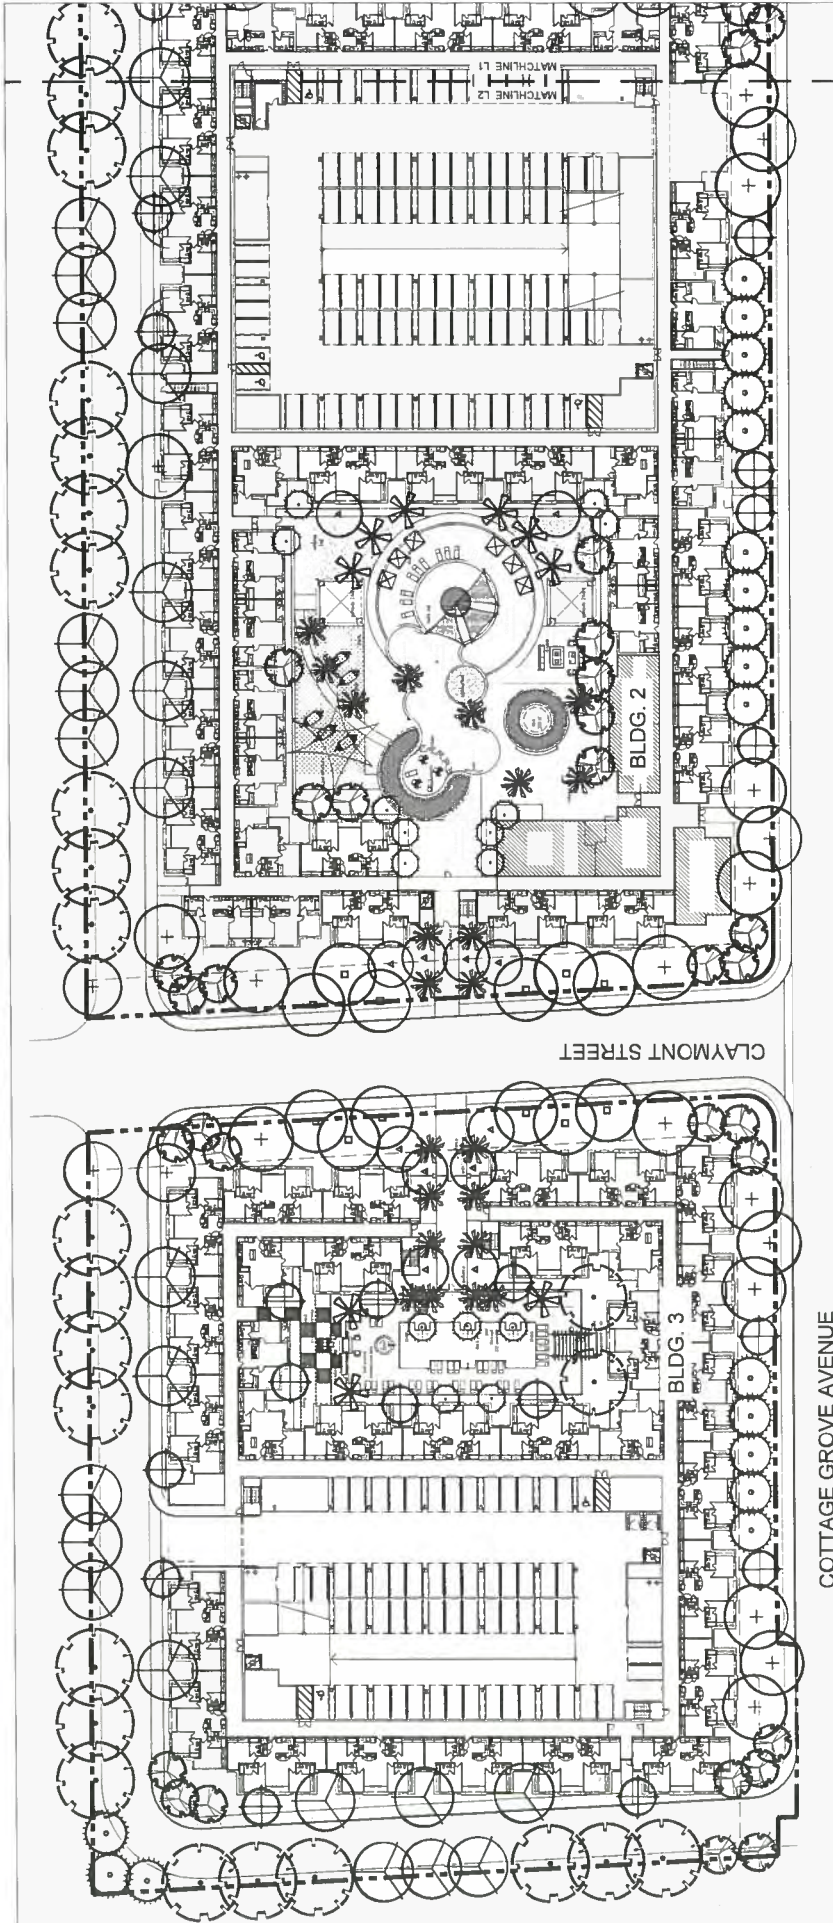 MATCHLINE L1
MATCHLINE L2
BLDG. 2
CLAYMONT STREET
BLDG. 3
COTTAGE GROVE AVENUE